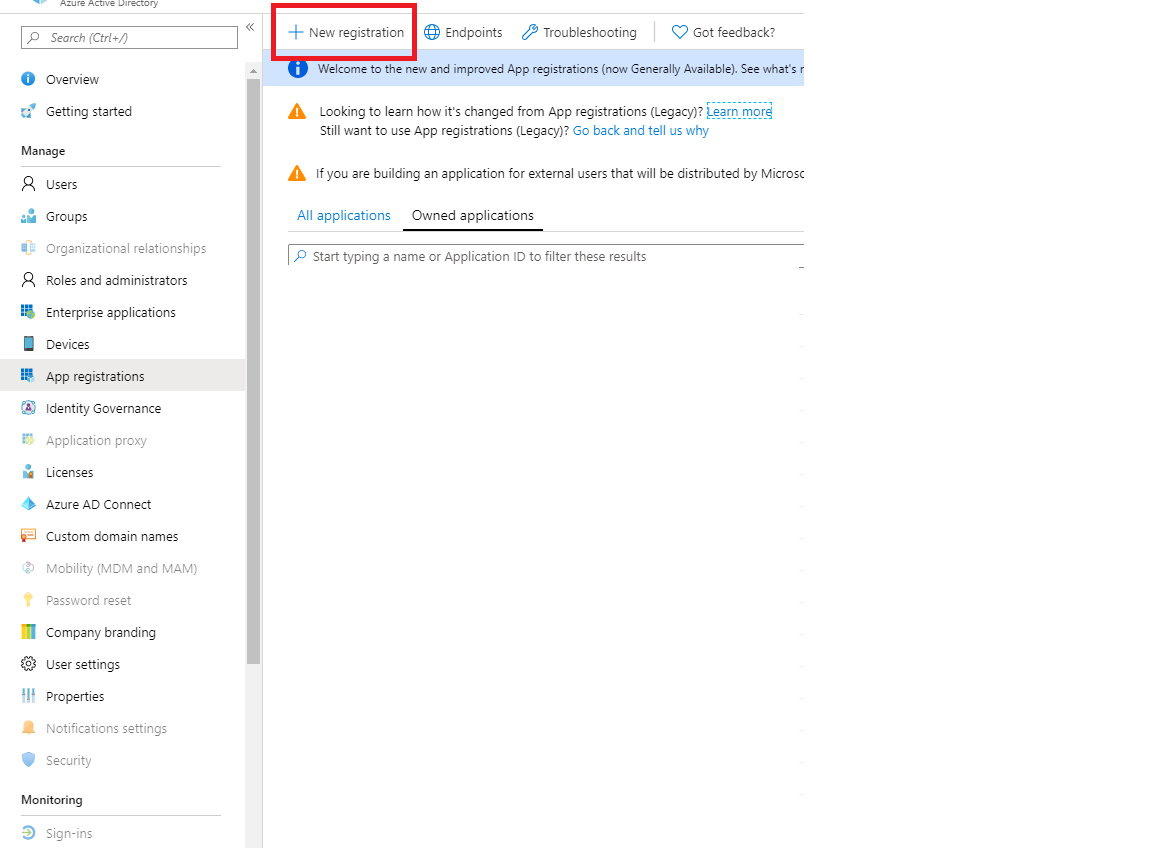 Azure Active Directory
Search (Ctrl+/)
Overview
Getting started
Manage
Users
Groups
Organizational relationships
Roles and administrators
Enterprise applications
Devices
App registrations
Identity Governance
Application proxy
Licenses
Azure AD Connect
Custom domain names
Mobility (MDM and MAM)
Password reset
Company branding
User settings
Properties
Notifications settings
Security
Monitoring
Sign-ins
New registration Endpoints Troubleshooting Got feedback?
Welcome to the new and improved App registrations (now Generally Available). See what's
Looking to learn how it's changed from App registrations (Legacy)? Learn more
Still want to use App registrations (Legacy)? Go back and tell us why
If you are building an application for external users that will be distributed by
All applications Owned applications
Start typing a name or Application ID to filter these results